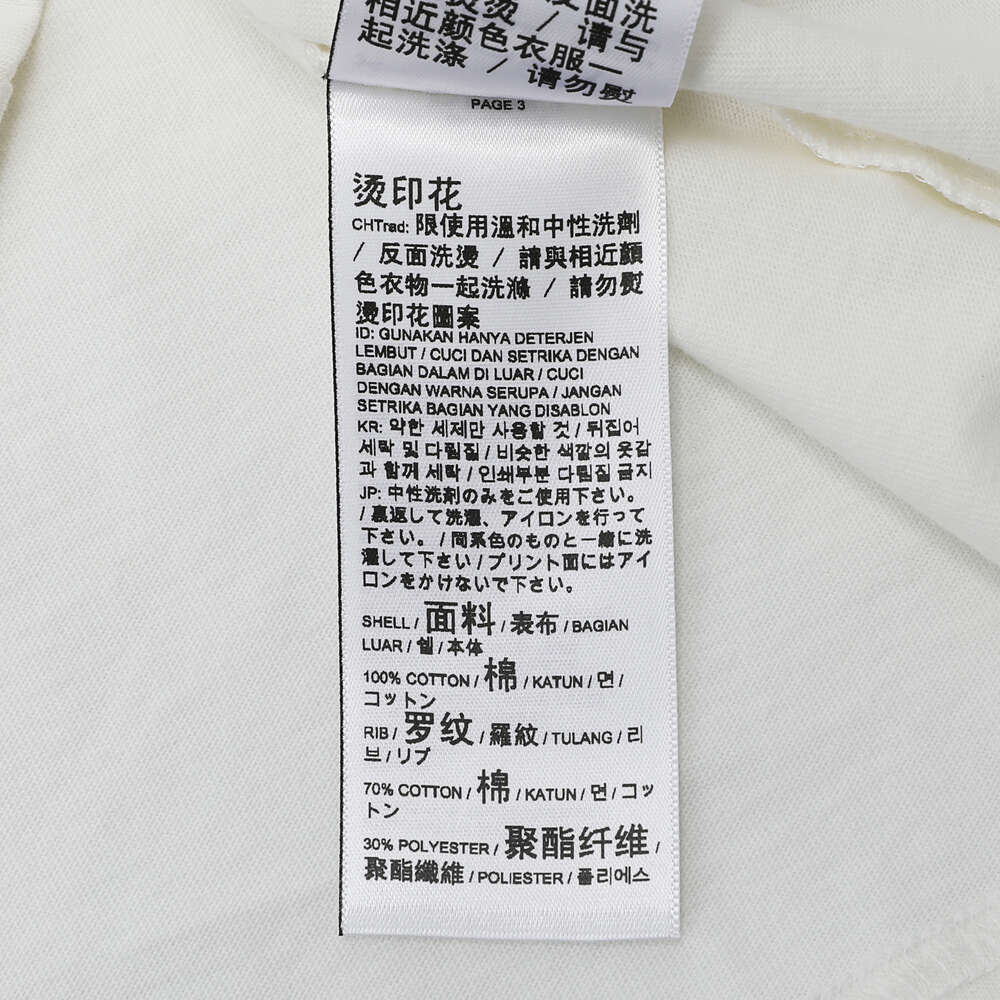 烫 / 反面洗
相近颜色衣服一 / 请与
起洗涤 / 请勿熨
PAGE 3
烫印花
CHTrad: 限使用溫和中性洗劑
/ 反面洗燙 / 請與相近顏
色衣物一起洗滌 / 請勿熨
燙印花圖案
ID: GUNAKAN HANYA DETERJEN
LEMBUT / CUCI DAN SETRIKA DENGAN
BAGIAN DALAM DI LUAR / CUCI
DENGAN WARNA SERUPA / JANGAN
SETRIKA BAGIAN YANG DISABLON
KR: 약한 세제만 사용할 것 / 뒤집어
세탁 및 다림질 / 비슷한 색깔의 옷감
과 함께 세탁 / 인쇄부분 다림질 금지
JP: 中性洗剤のみをご使用下さい。
/ 裏返して洗濯、アイロンを行って
下さい。 / 同系色のものと一緒に洗
濯して下さい / プリント面にはアイ
ロンをかけないで下さい。
SHELL / 面料 / 表布 / BAGIAN
LUAR / 쉘 / 本体
100% COTTON / 棉 / KATUN / 면 /
コットン
RIB / 罗纹 / 羅紋 / TULANG / 리
브 / リブ
70% COTTON / 棉 / KATUN / 면 / コッ
トン
30% POLYESTER / 聚酯纤维 /
聚酯纖維 / POLIESTER / 폴리에스